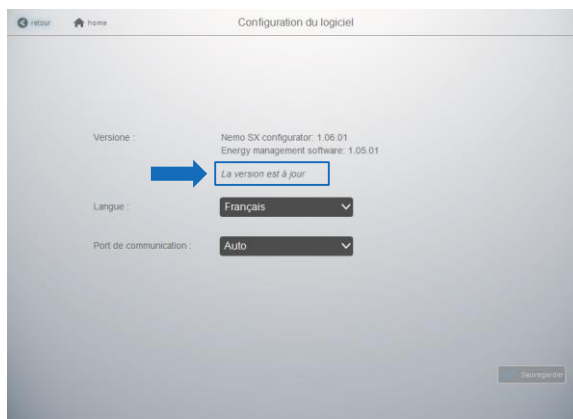 retour
home
Configuration du logiciel
Versione :
Nemo SX configurator: 1.06.01
Energy management software: 1.05.01
La version est à jour
Langue :
Français
Port de communication :
Auto
Sauvegarder